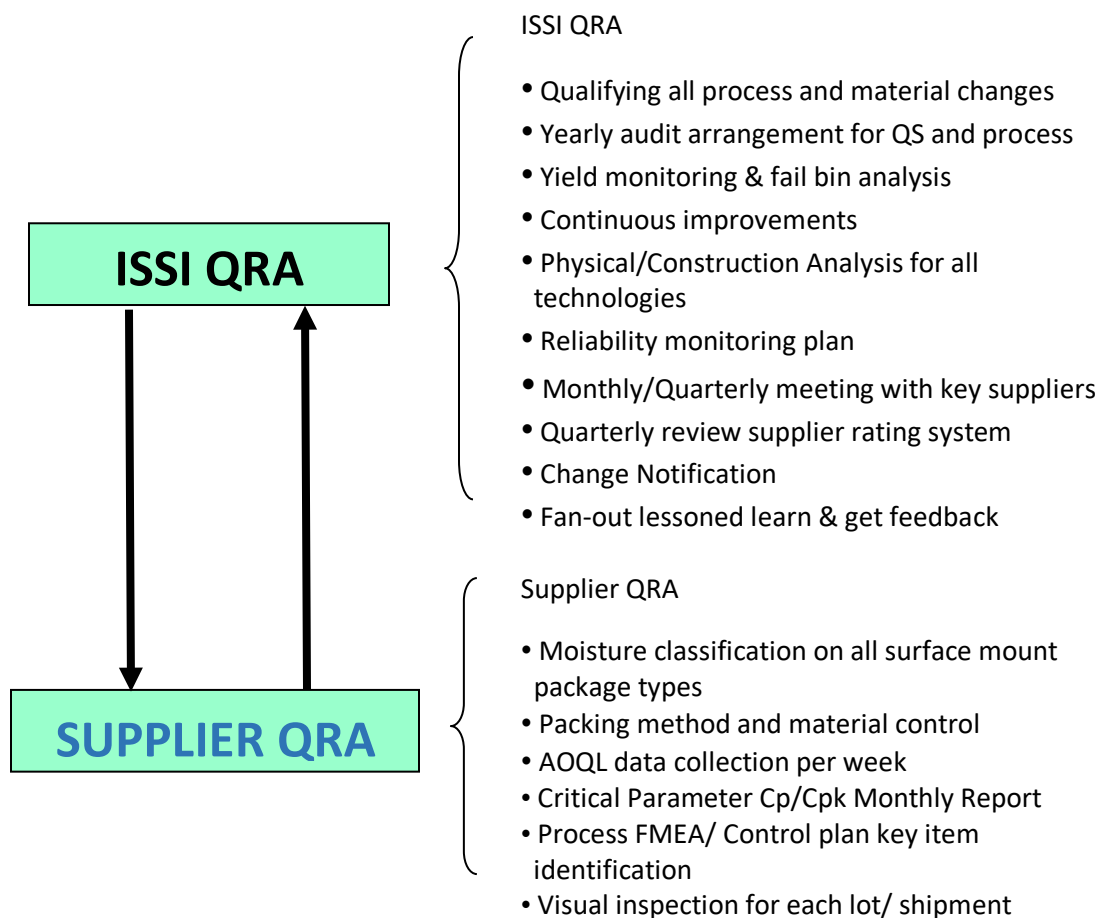 ISSI QRA
• Qualifying all process and material changes
• Yearly audit arrangement for QS and process
• Yield monitoring & fail bin analysis
• Continuous improvements
• Physical/Construction Analysis for all
technologies
• Reliability monitoring plan
• Monthly/Quarterly meeting with key suppliers
• Quarterly review supplier rating system
• Change Notification
• Fan-out lessoned learn & get feedback
ISSI QRA
SUPPLIER QRA
Supplier QRA
• Moisture classification on all surface mount
package types
• Packing method and material control
• AOQL data collection per week
• Critical Parameter Cp/Cpk Monthly Report
• Process FMEA/ Control plan key item
identification
• Visual inspection for each lot/ shipment